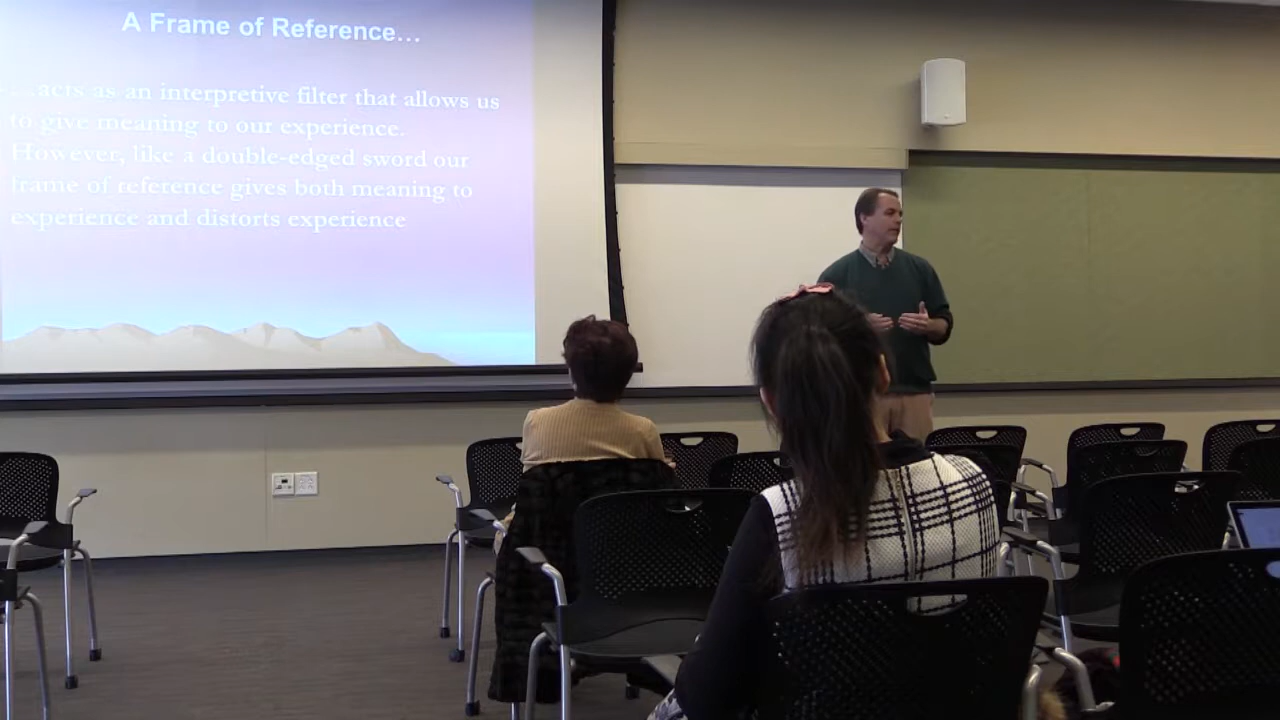 A Frame of Reference…
…acts as an interpretive filter that allows us
to give meaning to our experience.
However, like a double-edged sword our
frame of reference gives both meaning to
experience and distorts experience